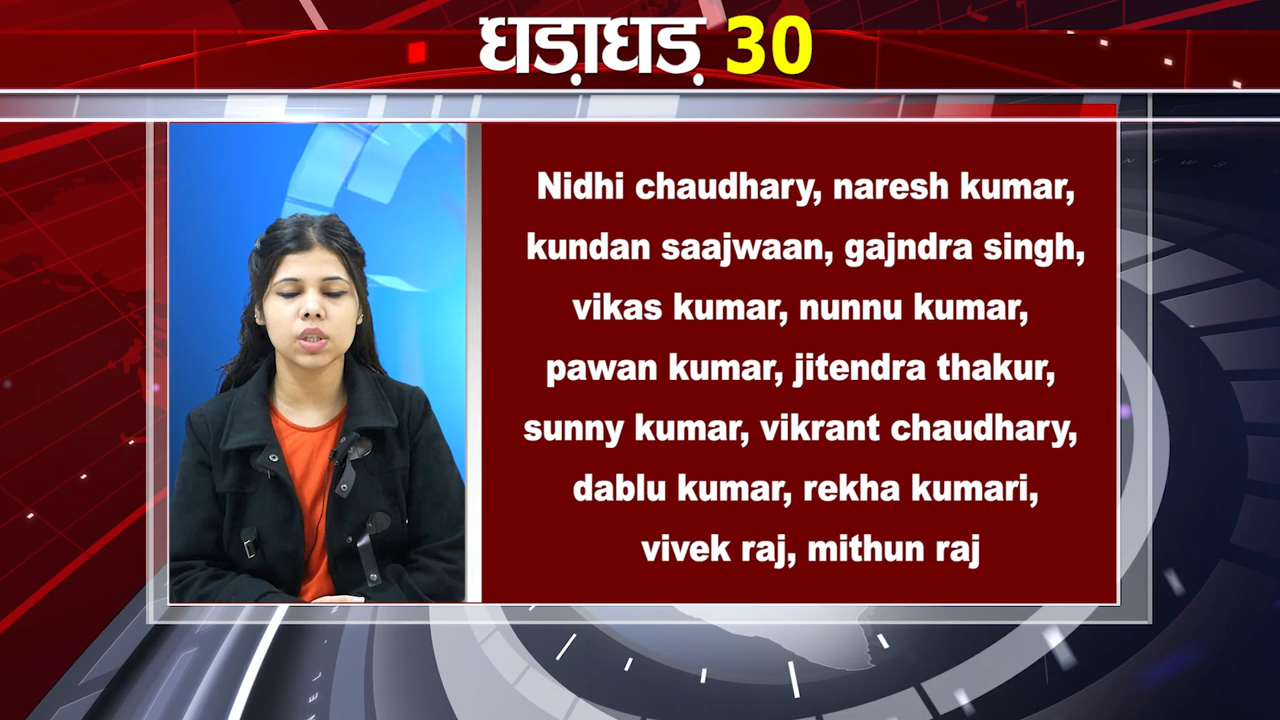 धड़ाधड़ 30
NEWS
Nidhi chaudhary, naresh kumar,
kundan saajwaan, gajndra singh,
vikas kumar, nunnu kumar,
pawan kumar, jitendra thakur,
sunny kumar, vikrant chaudhary,
dablu kumar, rekha kumari,
vivek raj, mithun raj